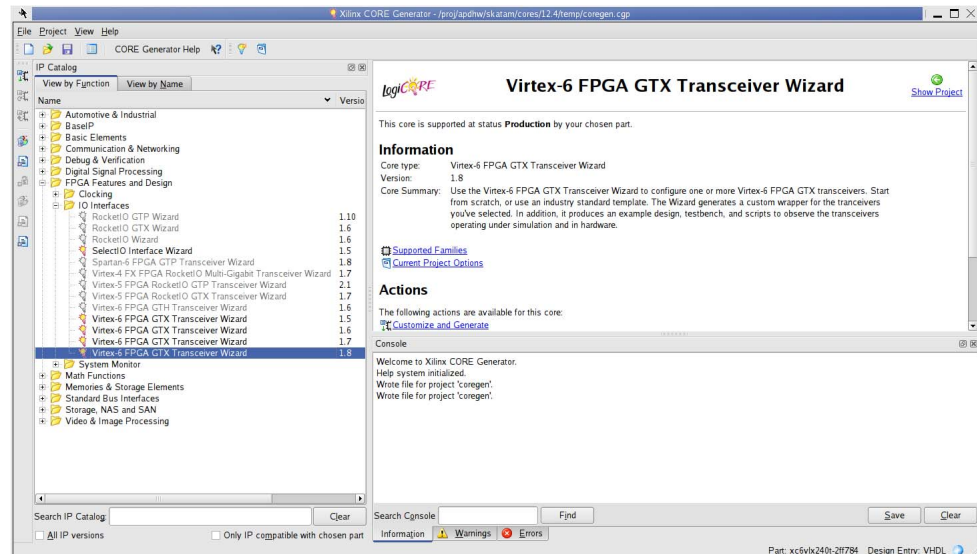 Xilinx CORE Generator - /proj/apdhw/skatam/cores/12.4/temp/coregen.cgp
File Project View Help
CORE Generator Help
IP Catalog
View by Function View by Name
Name Versio
Automotive & Industrial
BaseIP
Basic Elements
Communication & Networking
Debug & Verification
Digital Signal Processing
FPGA Features and Design
Clocking
IO Interfaces
RocketIO GTP Wizard 1.10
RocketIO GTX Wizard 1.6
RocketIO Wizard 1.6
SelectIO Interface Wizard 1.5
Spartan-6 FPGA GTP Transceiver Wizard 1.8
Virtex-4 FX FPGA RocketIO Multi-Gigabit Transceiver Wizard 1.7
Virtex-5 FPGA RocketIO GTP Transceiver Wizard 2.1
Virtex-5 FPGA RocketIO GTX Transceiver Wizard 1.7
Virtex-6 FPGA GTH Transceiver Wizard 1.6
Virtex-6 FPGA GTX Transceiver Wizard 1.5
Virtex-6 FPGA GTX Transceiver Wizard 1.6
Virtex-6 FPGA GTX Transceiver Wizard 1.7
Virtex-6 FPGA GTX Transceiver Wizard 1.8
System Monitor
Math Functions
Memories & Storage Elements
Standard Bus Interfaces
Storage, NAS and SAN
Video & Image Processing
Search IP Catalog: Clear
All IP versions Only IP compatible with chosen part
LogiCORE
Virtex-6 FPGA GTX Transceiver Wizard
Show Project
This core is supported at status Production by your chosen part.
Information
Core type: Virtex-6 FPGA GTX Transceiver Wizard
Version: 1.8
Core Summary: Use the Virtex-6 FPGA GTX Transceiver Wizard to configure one or more Virtex-6 FPGA GTX transceivers. Start
from scratch, or use an industry standard template. The Wizard generates a custom wrapper for the tranceivers
you've selected. In addition, it produces an example design, testbench, and scripts to observe the transceivers
operating under simulation and in hardware.
Supported Families
Current Project Options
Actions
The following actions are available for this core:
Customize and Generate
Console
Welcome to Xilinx CORE Generator.
Help system initialized.
Wrote file for project 'coregen'.
Wrote file for project 'coregen'.
Search Console Find Save Clear
Information Warnings Errors
Part: xc6vlx240t-2ff784 Design Entry: VHDL